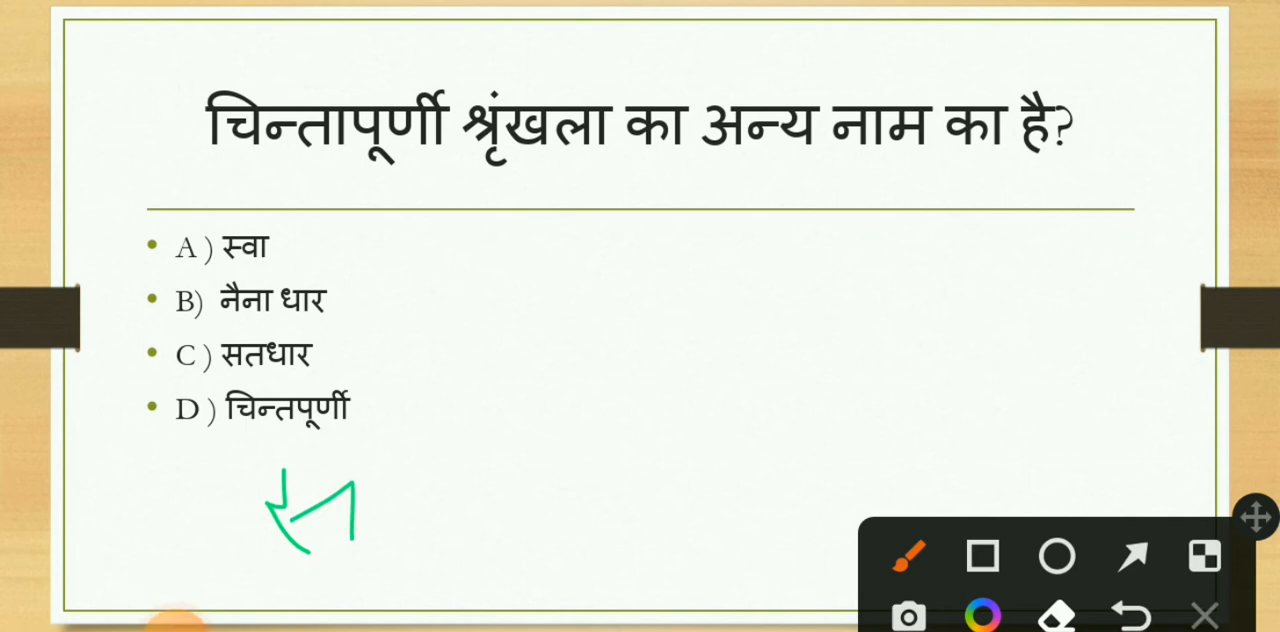 चिन्तापूर्णी श्रृंखला का अन्य नाम का है?
A ) स्वा
B) नैना धार
C ) सतधार
D ) चिन्तपूर्णी